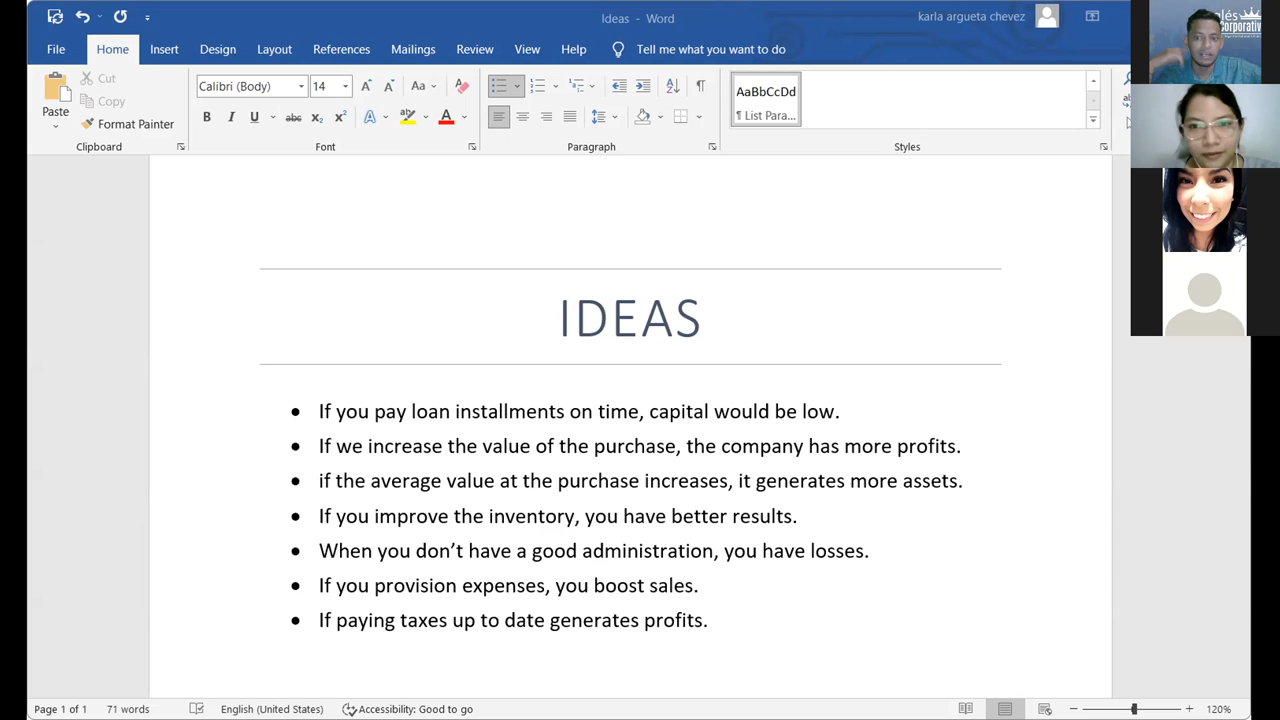 Ideas - Word
karla argueta chevez
File Home Insert Design Layout References Mailings Review View Help Tell me what you want to do
Paste
Cut
Copy
Format Painter
Calibri (Body) 14
Clipboard
Font
Paragraph
AaBbCcDd
¶ List Para...
Styles
IDEAS
• If you pay loan installments on time, capital would be low.
• If we increase the value of the purchase, the company has more profits.
• if the average value at the purchase increases, it generates more assets.
• If you improve the inventory, you have better results.
• When you don’t have a good administration, you have losses.
• If you provision expenses, you boost sales.
• If paying taxes up to date generates profits.
Page 1 of 1 71 words English (United States) Accessibility: Good to go 120%